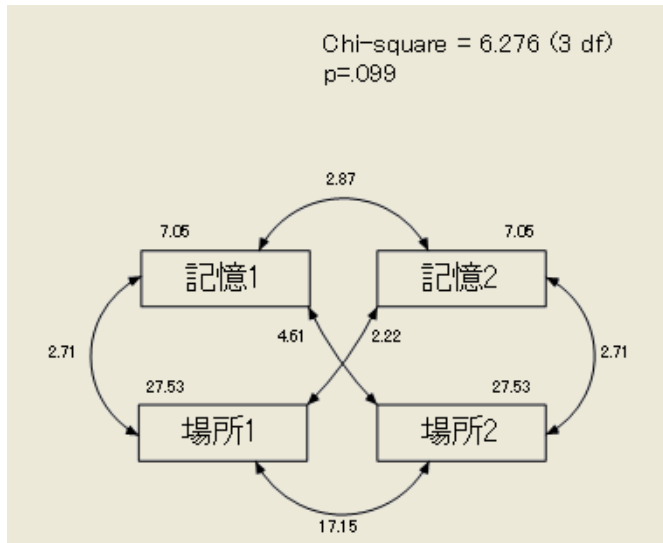 Chi-square = 6.276 (3 df)
p=.099
2.87
7.05
7.05
記憶1
記憶2
2.71
4.61
2.22
2.71
27.53
27.53
場所1
場所2
17.15